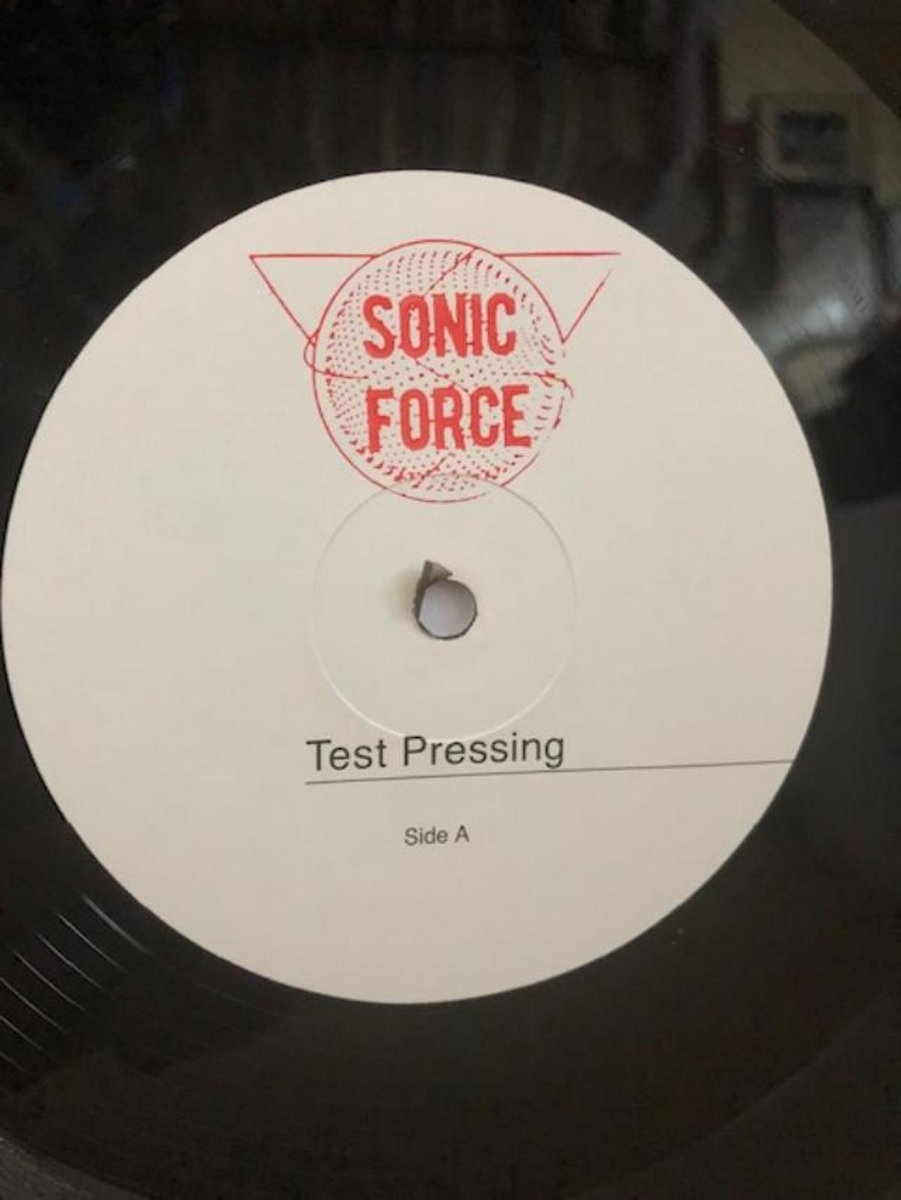 SONIC
FORCE
Test Pressing
Side A